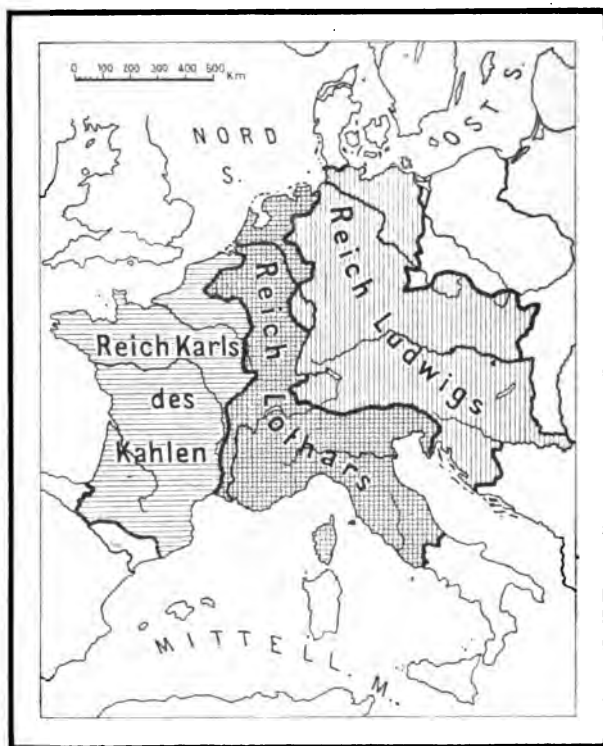 0 100 200 300 400 500 Km
NORD
S.
OSTS.
Reich Ludwigs
Reich Lothars
Reich Karls
des
Kahlen
MITTELL. M.